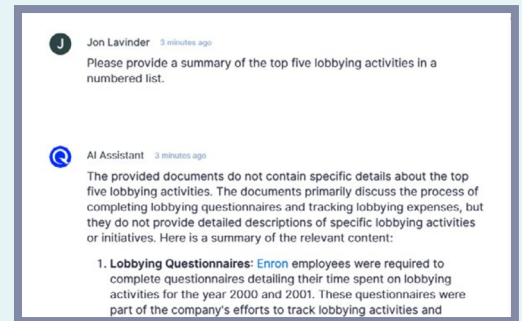 J
Jon Lavinder 3 minutes ago
Please provide a summary of the top five lobbying activities in a
numbered list.
AI Assistant 3 minutes ago
The provided documents do not contain specific details about the top
five lobbying activities. The documents primarily discuss the process of
completing lobbying questionnaires and tracking lobbying expenses, but
they do not provide detailed descriptions of specific lobbying activities
or initiatives. Here is a summary of the relevant content:
1. Lobbying Questionnaires: Enron employees were required to
complete questionnaires detailing their time spent on lobbying
activities for the year 2000 and 2001. These questionnaires were
part of the company's efforts to track lobbying activities and